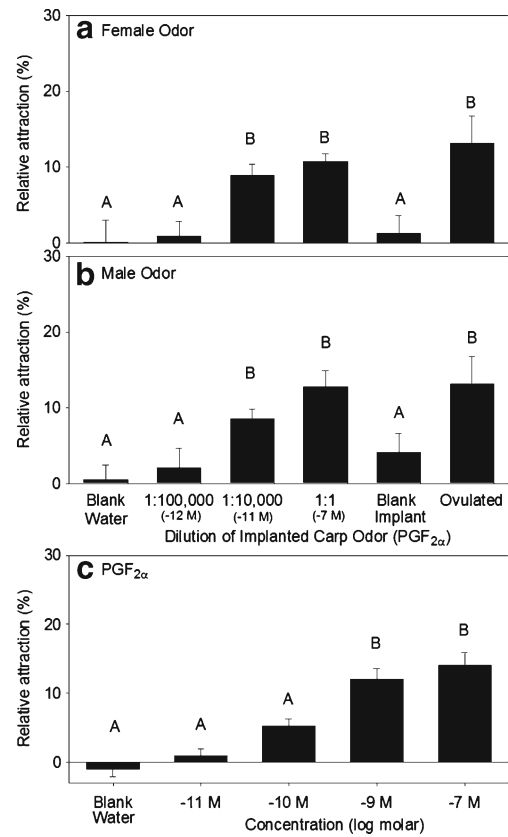 a Female Odor
30
20
10
0
Relative attraction (%)
A A B B A B
b Male Odor
30
20
10
0
Relative attraction (%)
A A B B A B
Blank Water 1:100,000 (-12 M) 1:10,000 (-11 M) 1:1 (-7 M) Blank Implant Ovulated
Dilution of Implanted Carp Odor (PGF2α)
c PGF2α
30
20
10
0
Relative attraction (%)
A A A B B
Blank Water -11 M -10 M -9 M -7 M
Concentration (log molar)